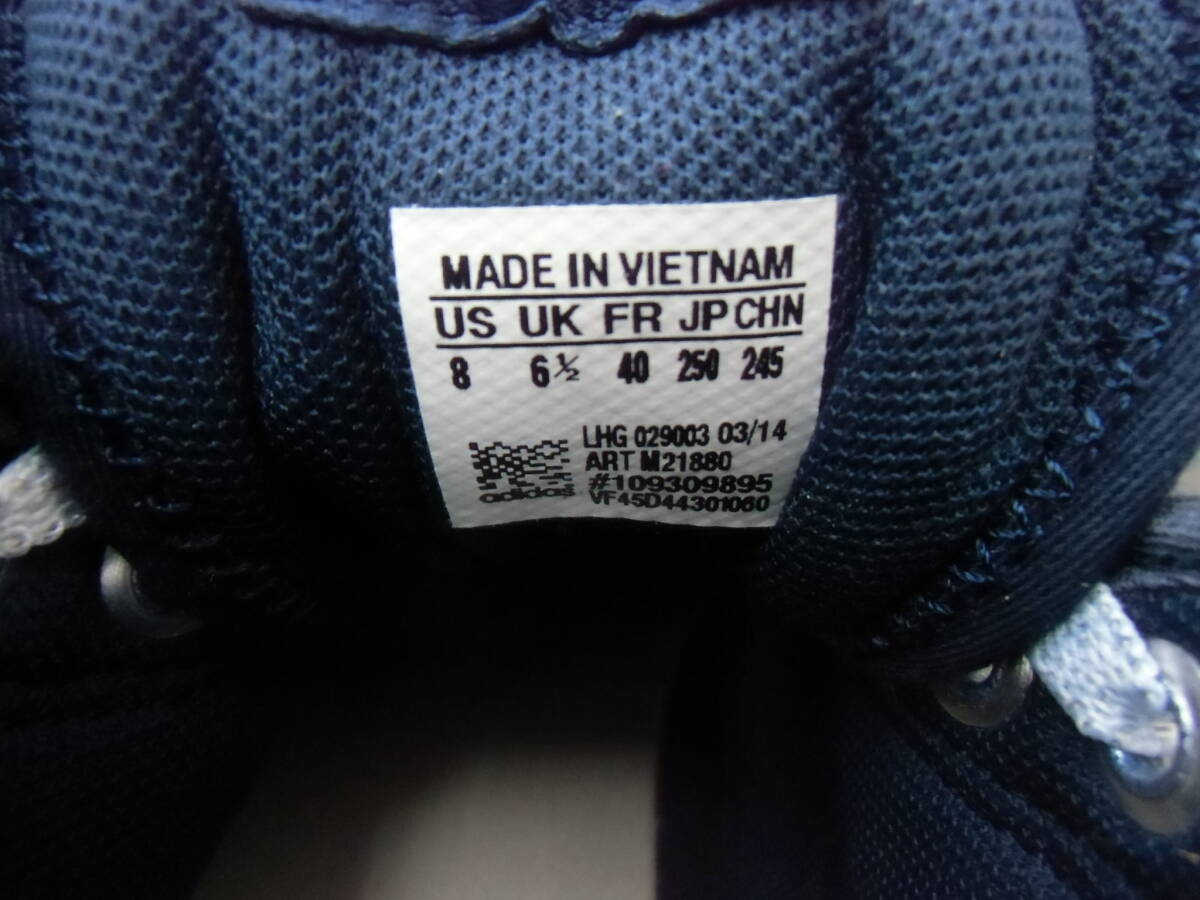 MADE IN VIETNAM
US UK FR JP CHN
8 6½ 40 250 245
LHG 029003 03/14
ART M21880
#109309895
adidas VF45D44301060